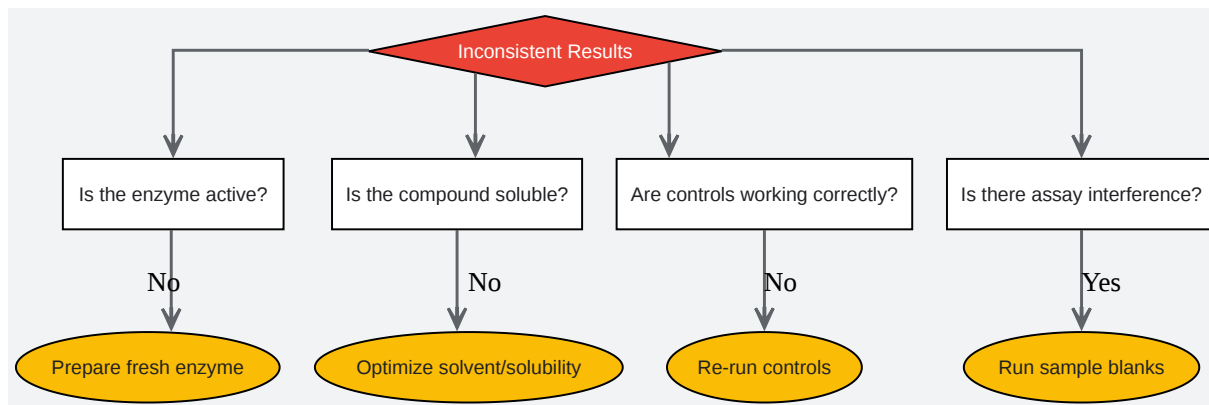 Inconsistent Results
Is the enzyme active?
Is the compound soluble?
Are controls working correctly?
Is there assay interference?
No
No
No
Yes
Prepare fresh enzyme
Optimize solvent/solubility
Re-run controls
Run sample blanks